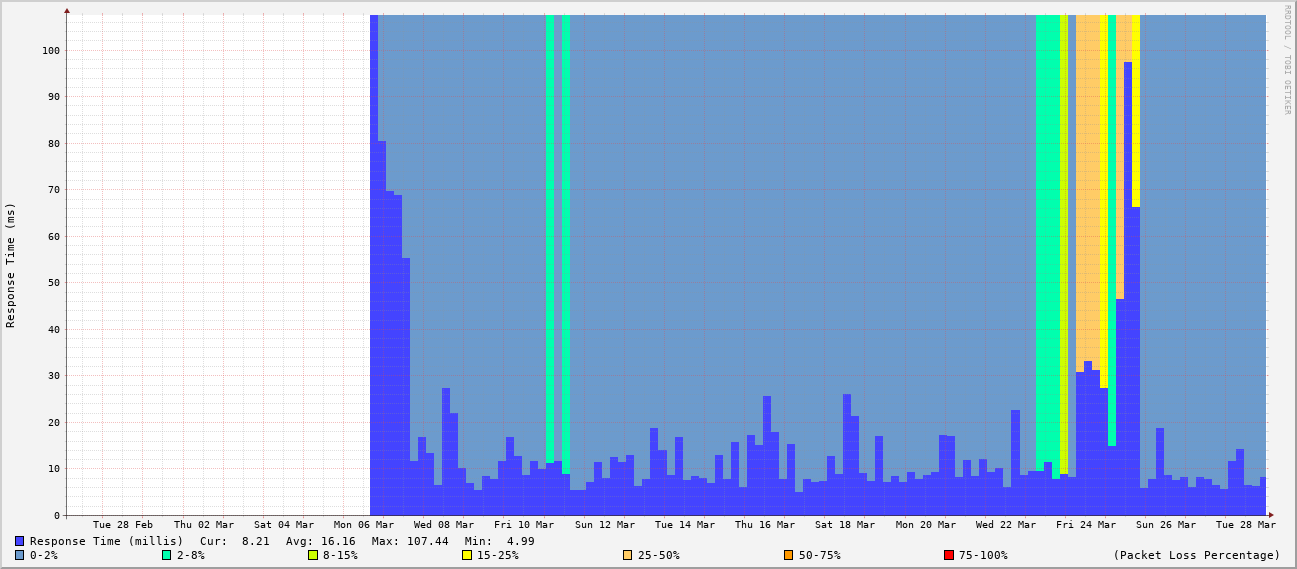 RRDTOOL / TOBI OETIKER
Response Time (ms)
100
90
80
70
60
50
40
30
20
10
0
Tue 28 Feb Thu 02 Mar Sat 04 Mar Mon 06 Mar Wed 08 Mar Fri 10 Mar Sun 12 Mar Tue 14 Mar Thu 16 Mar Sat 18 Mar Mon 20 Mar Wed 22 Mar Fri 24 Mar Sun 26 Mar Tue 28 Mar
Response Time (millis) Cur: 8.21 Avg: 16.16 Max: 107.44 Min: 4.99
0-2% 2-8% 8-15% 15-25% 25-50% 50-75% 75-100% (Packet Loss Percentage)